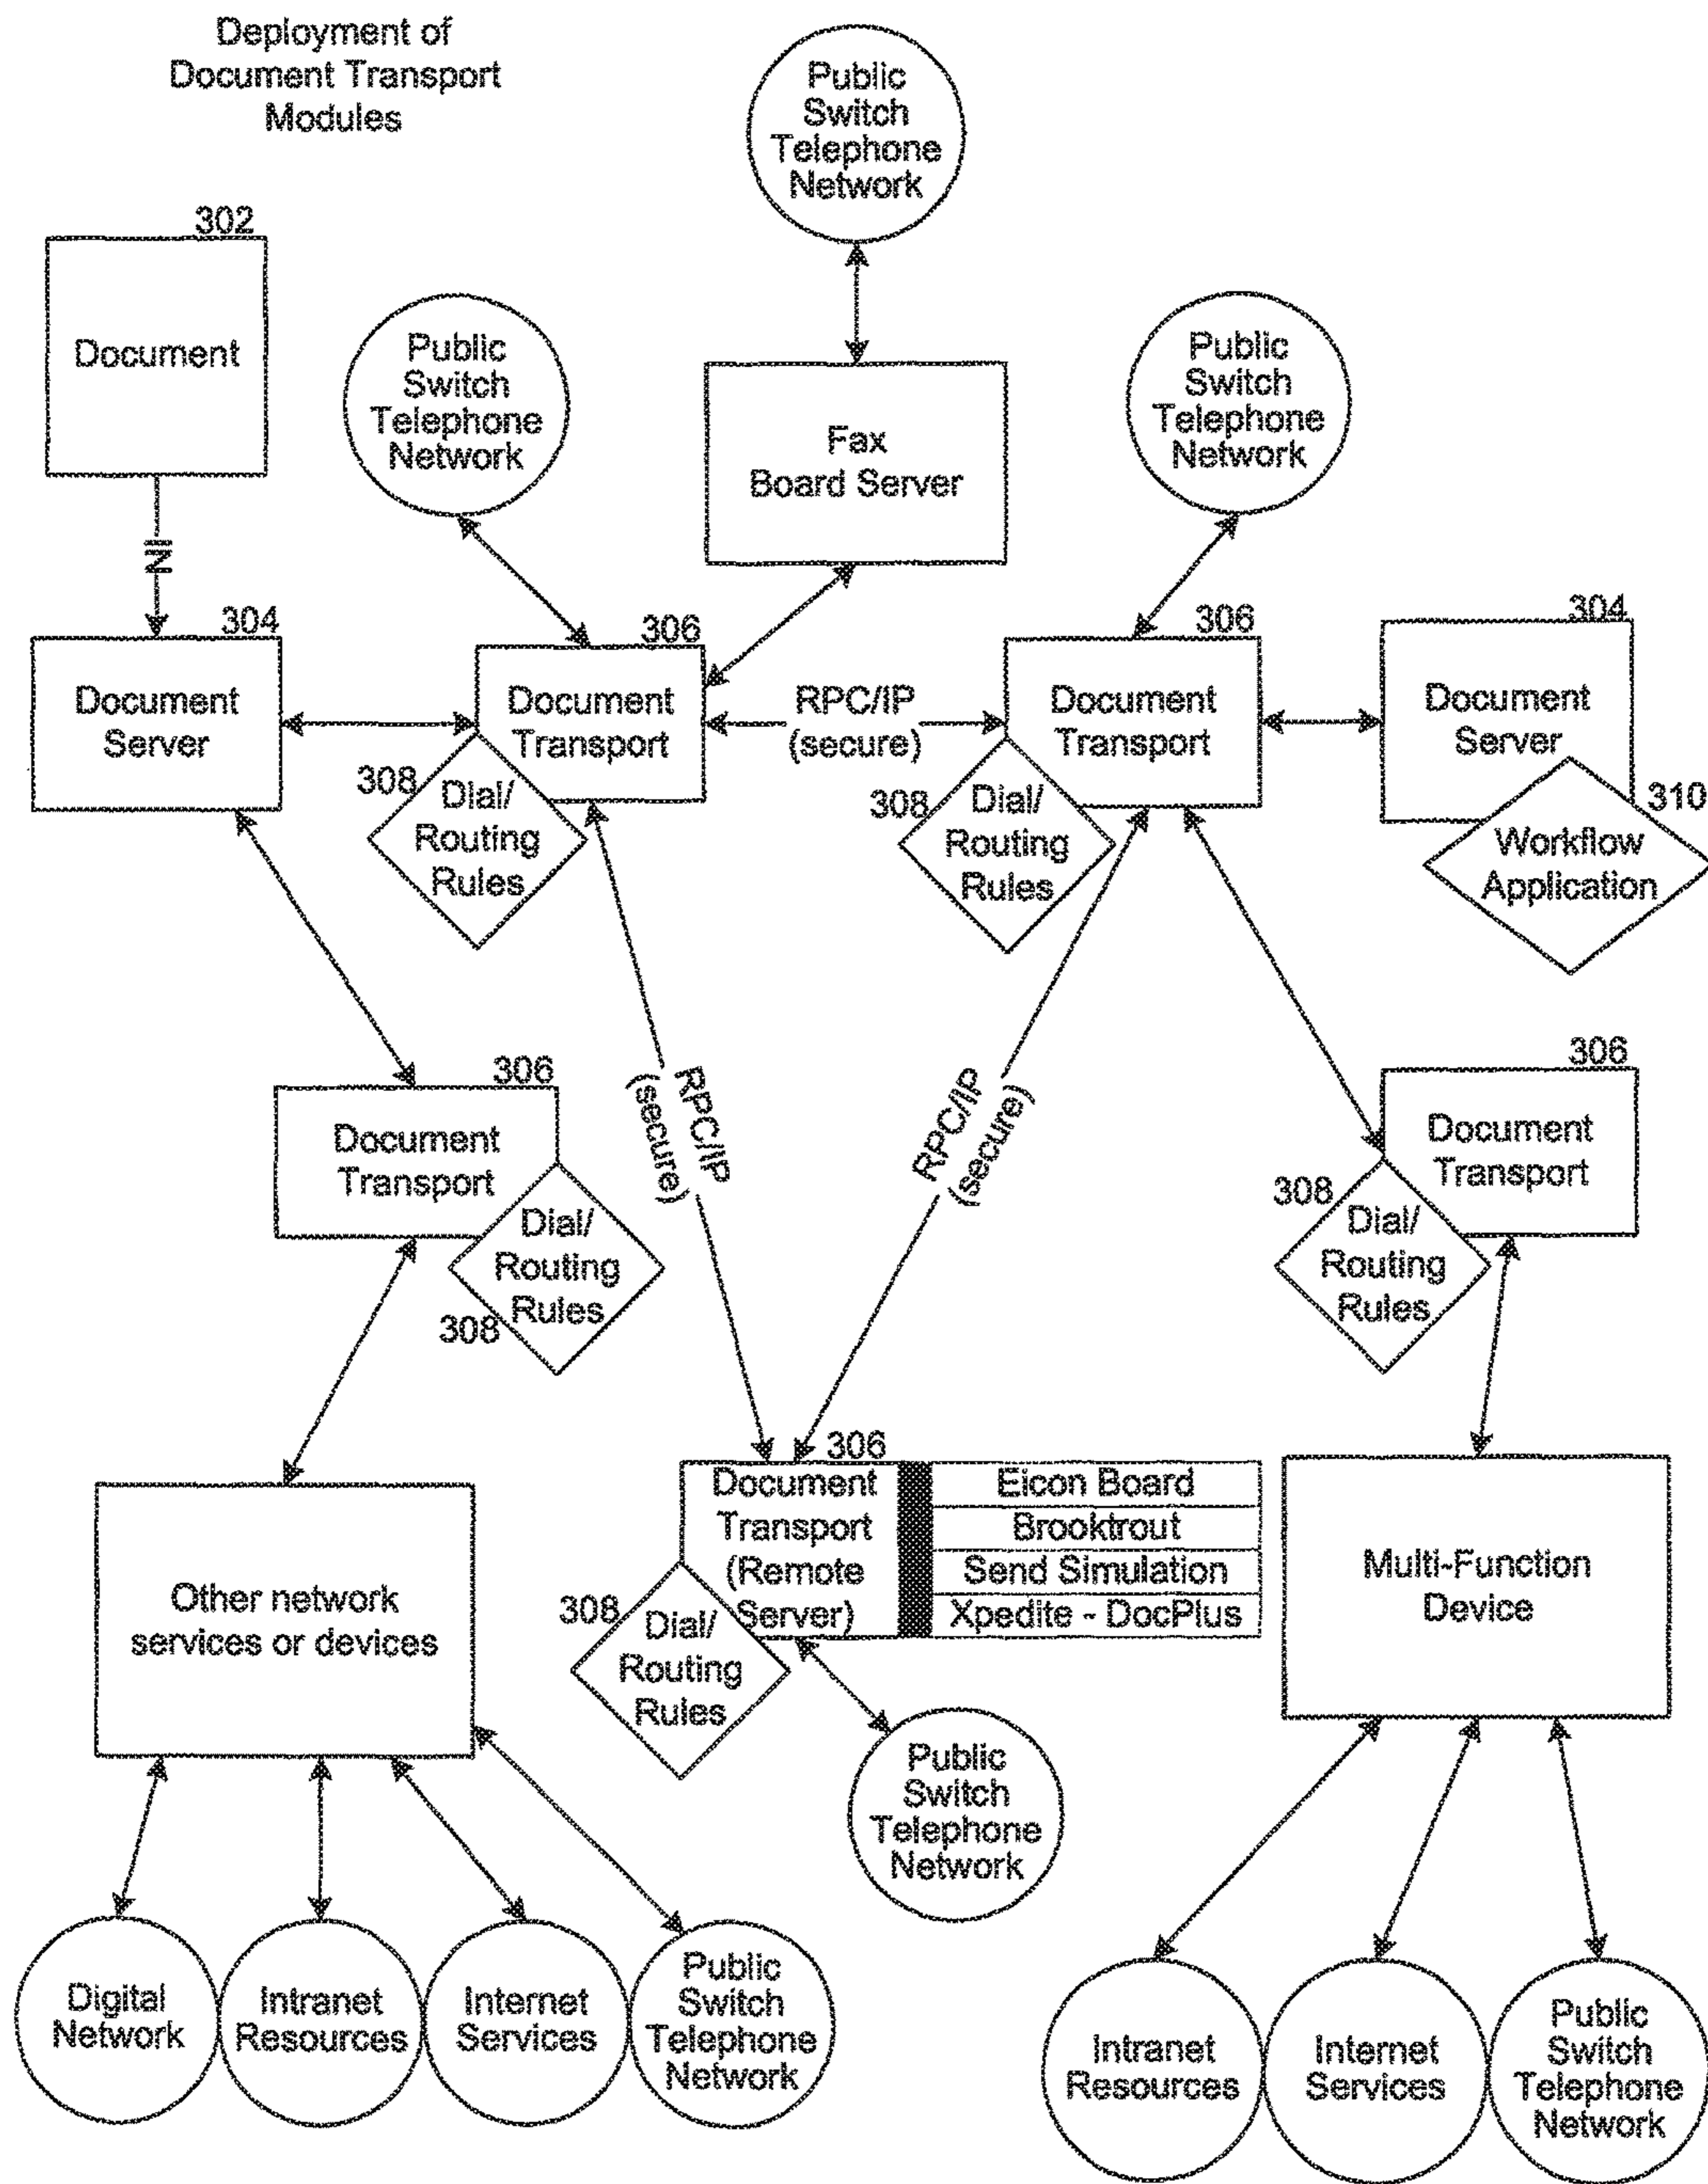 Deployment of
Document Transport
Modules
Public
Switch
Telephone
Network
302
Document
IN
Public
Switch
Telephone
Network
Fax
Board Server
Public
Switch
Telephone
Network
304
Document
Server
306
Document
Transport
308
Dial/
Routing
Rules
RPC/IP
(secure)
306
Document
Transport
308
Dial/
Routing
Rules
304
Document
Server
310
Workflow
Application
306
Document
Transport
Dial/
Routing
Rules
308
RPC/IP
(secure)
RPC/IP
(secure)
306
Document
Transport
308
Dial/
Routing
Rules
Other network
services or devices
306
Document
Transport
(Remote
Server)
308
Dial/
Routing
Rules
Eicon Board
Brooktrout
Send Simulation
Xpedite - DocPlus
Multi-Function
Device
Public
Switch
Telephone
Network
Digital
Network
Intranet
Resources
Internet
Services
Public
Switch
Telephone
Network
Intranet
Resources
Internet
Services
Public
Switch
Telephone
Network